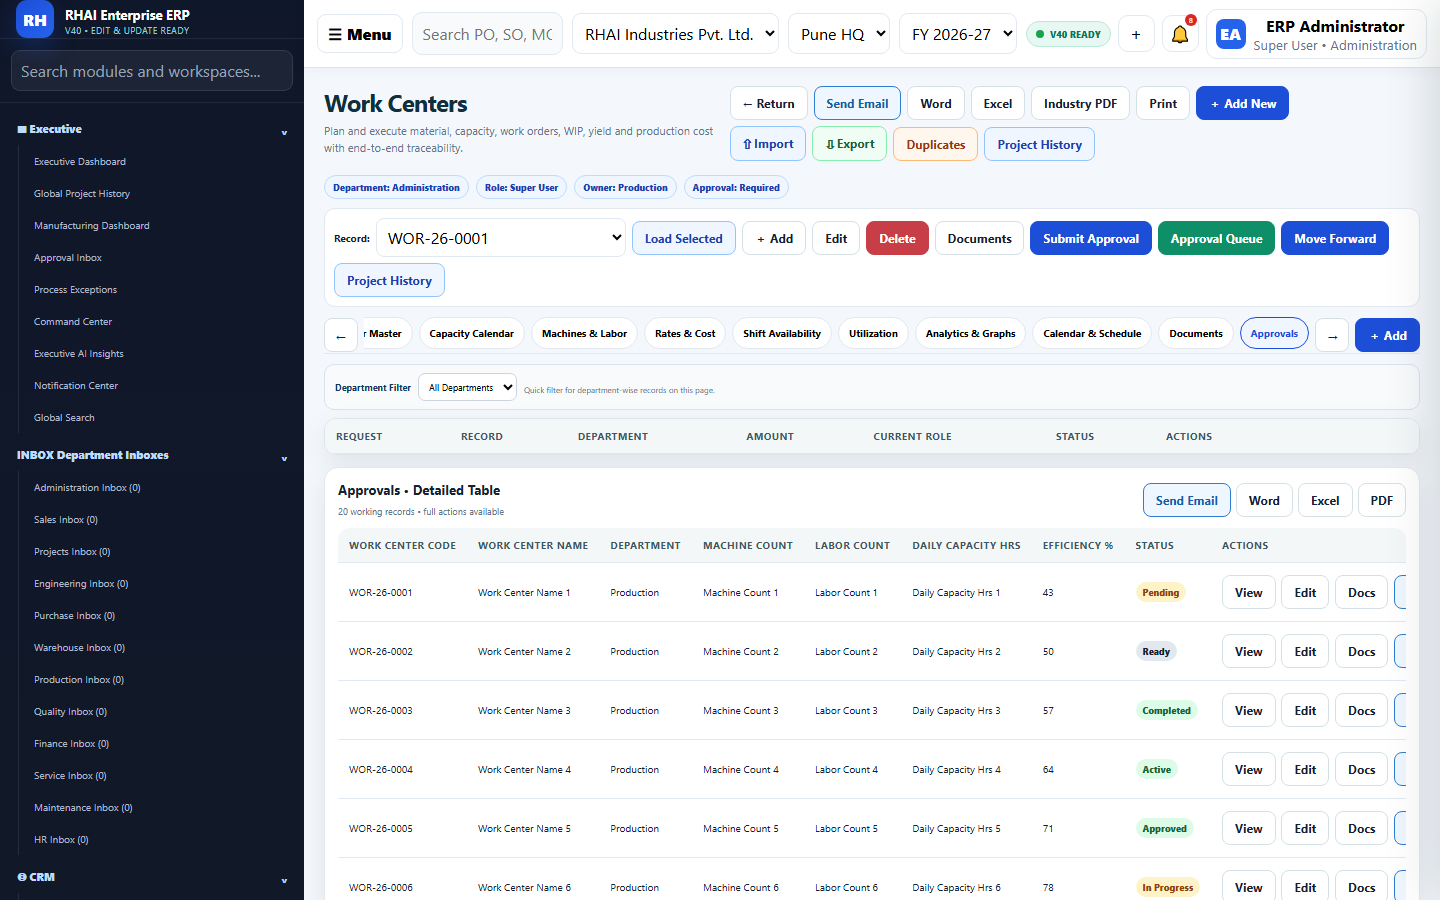 RH
RHAI Enterprise ERP
V40 • EDIT & UPDATE READY
Search modules and workspaces...
Executive
Executive Dashboard
Global Project History
Manufacturing Dashboard
Approval Inbox
Process Exceptions
Command Center
Executive AI Insights
Notification Center
Global Search
INBOX Department Inboxes
Administration Inbox (0)
Sales Inbox (0)
Projects Inbox (0)
Engineering Inbox (0)
Purchase Inbox (0)
Warehouse Inbox (0)
Production Inbox (0)
Quality Inbox (0)
Finance Inbox (0)
Service Inbox (0)
Maintenance Inbox (0)
HR Inbox (0)
CRM
☰ Menu
Search PO, SO, MO
RHAI Industries Pvt. Ltd.
Pune HQ
FY 2026-27
V40 READY
+
8
EA
ERP Administrator
Super User • Administration
Work Centers
Plan and execute material, capacity, work orders, WIP, yield and production cost
with end-to-end traceability.
← Return
Send Email
Word
Excel
Industry PDF
Print
+ Add New
⇧ Import
⇩ Export
Duplicates
Project History
Department: Administration
Role: Super User
Owner: Production
Approval: Required
Record:
WOR-26-0001
Load Selected
+ Add
Edit
Delete
Documents
Submit Approval
Approval Queue
Move Forward
Project History
←
r Master
Capacity Calendar
Machines & Labor
Rates & Cost
Shift Availability
Utilization
Analytics & Graphs
Calendar & Schedule
Documents
Approvals
→
+ Add
Department Filter
All Departments
Quick filter for department-wise records on this page.
REQUEST RECORD DEPARTMENT AMOUNT CURRENT ROLE STATUS ACTIONS
Approvals • Detailed Table
20 working records • full actions available
Send Email
Word
Excel
PDF
WORK CENTER CODE WORK CENTER NAME DEPARTMENT MACHINE COUNT LABOR COUNT DAILY CAPACITY HRS EFFICIENCY % STATUS ACTIONS
WOR-26-0001 Work Center Name 1 Production Machine Count 1 Labor Count 1 Daily Capacity Hrs 1 43 Pending View Edit Docs
WOR-26-0002 Work Center Name 2 Production Machine Count 2 Labor Count 2 Daily Capacity Hrs 2 50 Ready View Edit Docs
WOR-26-0003 Work Center Name 3 Production Machine Count 3 Labor Count 3 Daily Capacity Hrs 3 57 Completed View Edit Docs
WOR-26-0004 Work Center Name 4 Production Machine Count 4 Labor Count 4 Daily Capacity Hrs 4 64 Active View Edit Docs
WOR-26-0005 Work Center Name 5 Production Machine Count 5 Labor Count 5 Daily Capacity Hrs 5 71 Approved View Edit Docs
WOR-26-0006 Work Center Name 6 Production Machine Count 6 Labor Count 6 Daily Capacity Hrs 6 78 In Progress View Edit Docs